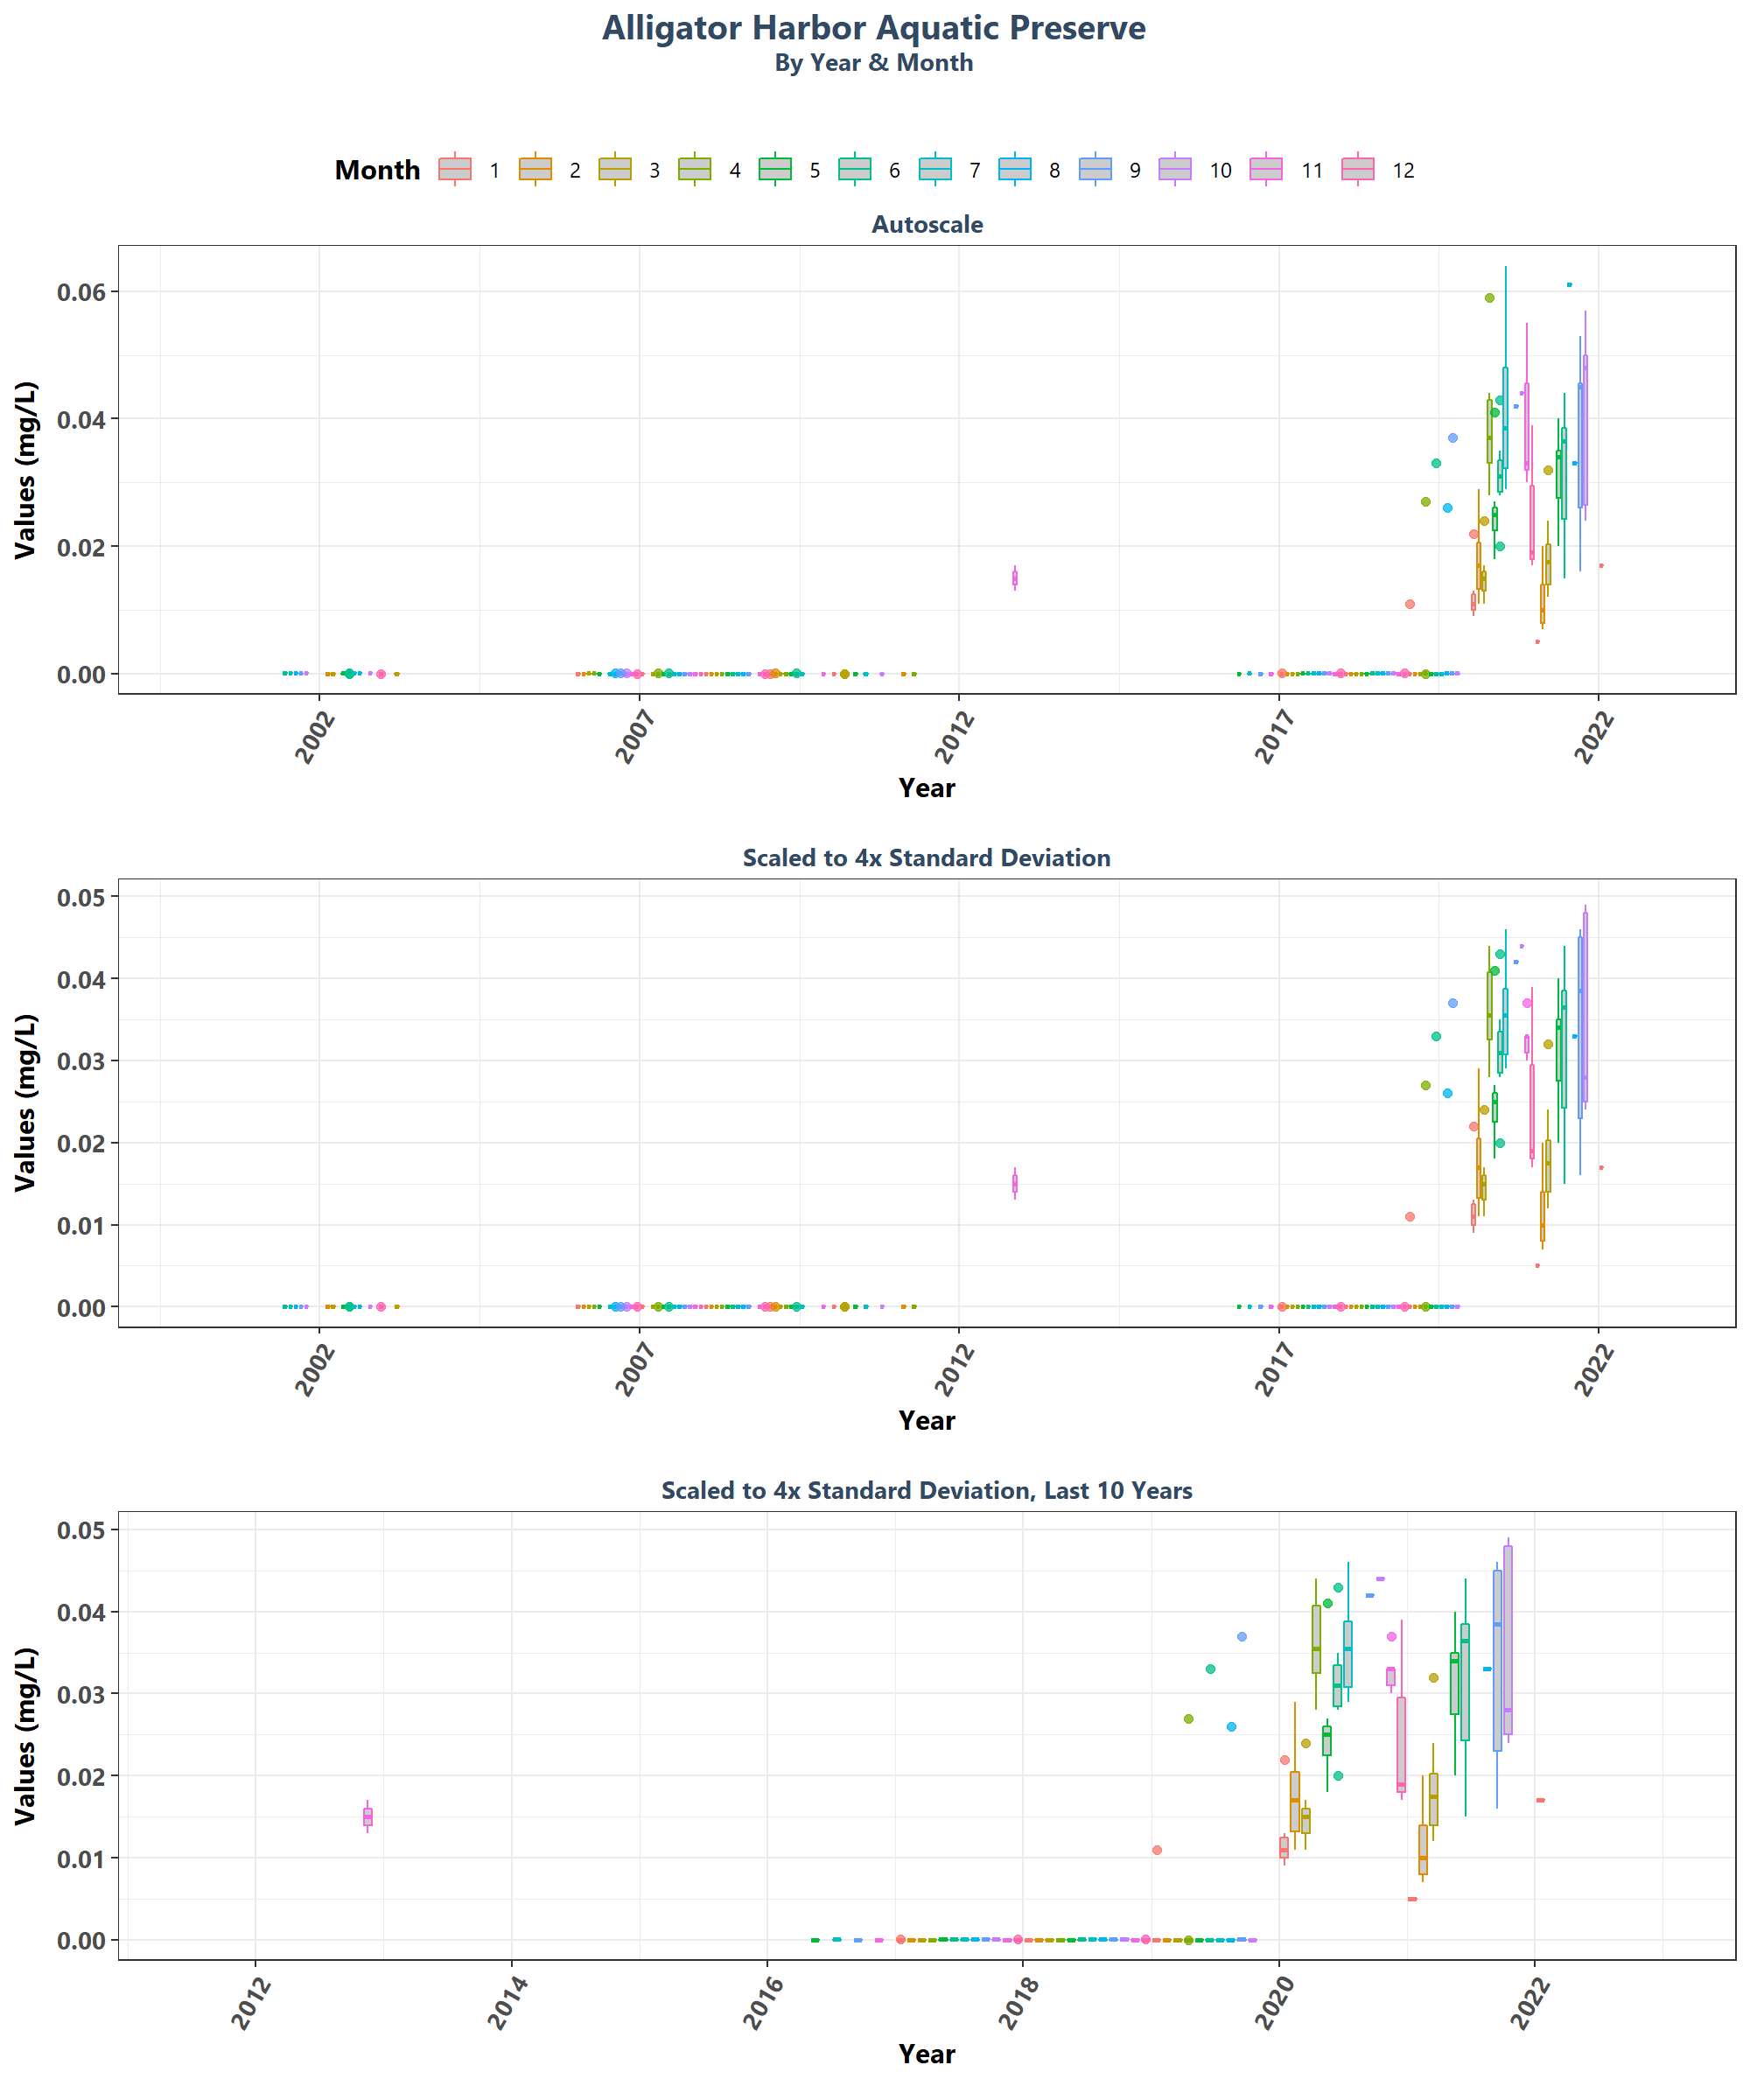 Alligator Harbor Aquatic Preserve
By Year & Month
Month 1 2 3 4 5 6 7 8 9 10 11 12
Autoscale
Values (mg/L)
0.06
0.04
0.02
0.00
2002 2007 2012 2017 2022
Year
Scaled to 4x Standard Deviation
Values (mg/L)
0.05
0.04
0.03
0.02
0.01
0.00
2002 2007 2012 2017 2022
Year
Scaled to 4x Standard Deviation, Last 10 Years
Values (mg/L)
0.05
0.04
0.03
0.02
0.01
0.00
2012 2014 2016 2018 2020 2022
Year